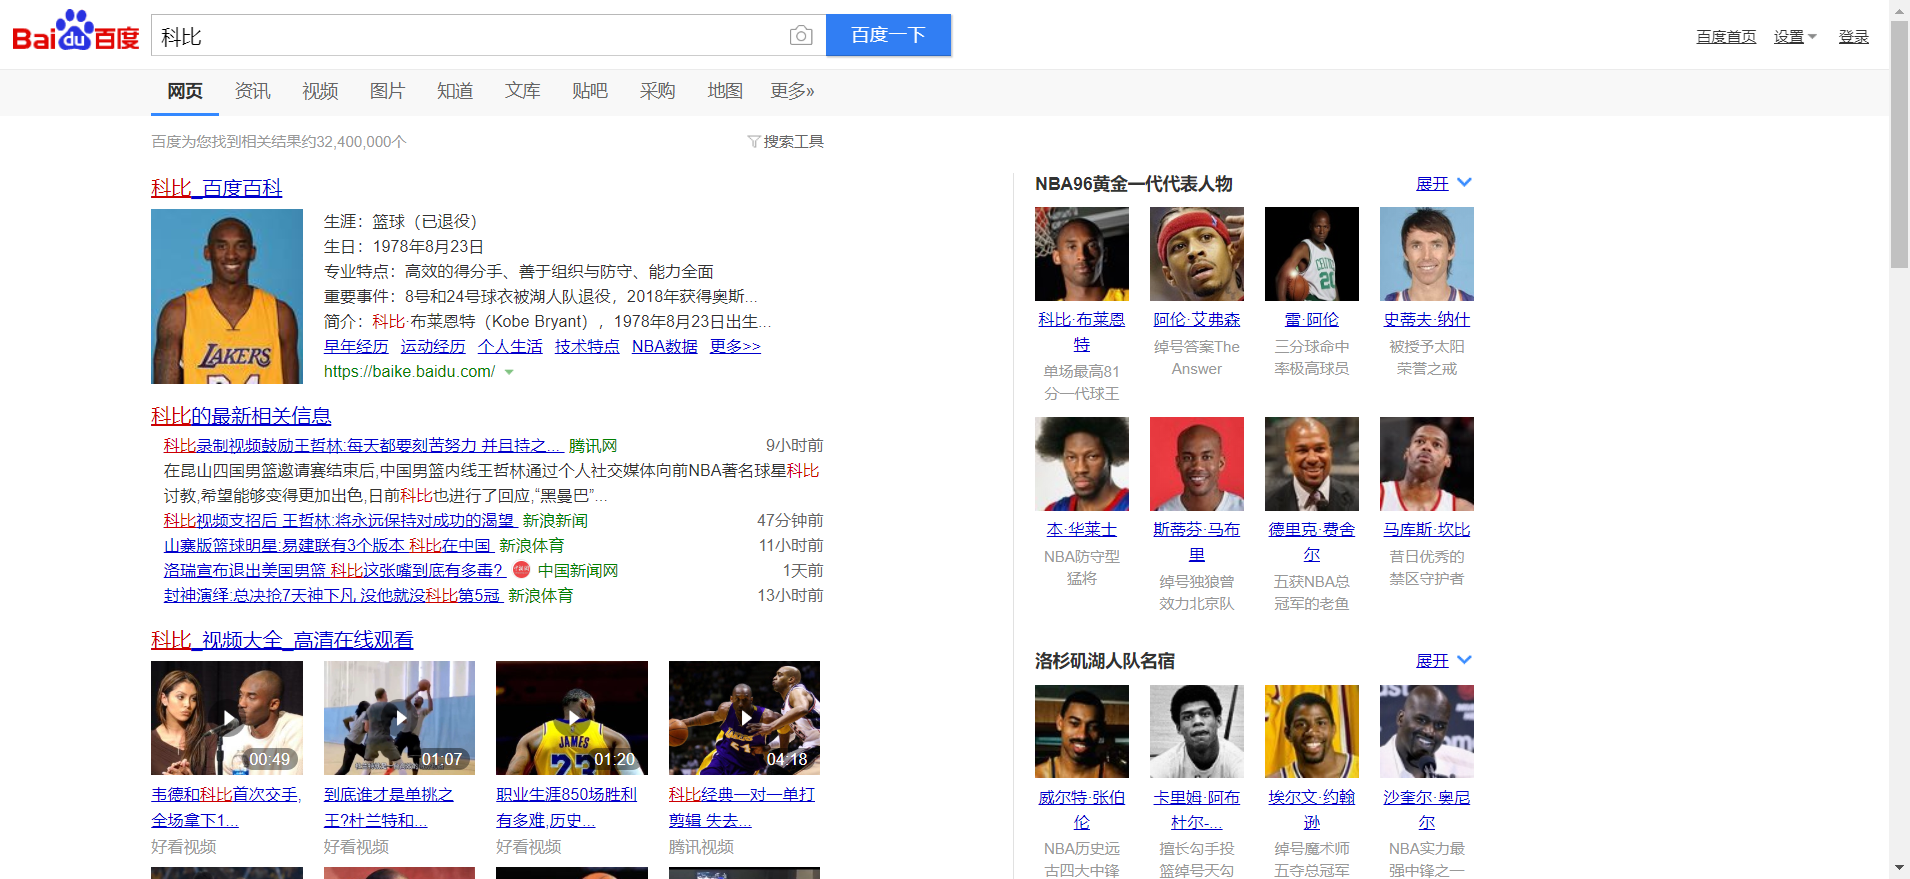 Bai du 百度
科比
百度一下
百度首页 设置 登录
网页 资讯 视频 图片 知道 文库 贴吧 采购 地图 更多»
百度为您找到相关结果约32,400,000个
搜索工具
科比_百度百科
生涯：篮球（已退役）
生日：1978年8月23日
专业特点：高效的得分手、善于组织与防守、能力全面
重要事件：8号和24号球衣被湖人队退役，2018年获得奥斯...
简介：科比·布莱恩特（Kobe Bryant），1978年8月23日出生...
早年经历 运动经历 个人生活 技术特点 NBA数据 更多>>
https://baike.baidu.com/
LAKERS
科比的最新相关信息
科比录制视频鼓励王哲林:每天都要刻苦努力 并且持之... 腾讯网 9小时前
在昆山四国男篮邀请赛结束后,中国男篮内线王哲林通过个人社交媒体向前NBA著名球星科比
讨教,希望能够变得更加出色,日前科比也进行了回应,“黑曼巴”...
科比视频支招后 王哲林:将永远保持对成功的渴望 新浪新闻 47分钟前
山寨版篮球明星:易建联有3个版本 科比在中国 新浪体育 11小时前
洛瑞宣布退出美国男篮 科比这张嘴到底有多毒? 中国新闻网 1天前
封神演绎:总决抢7天神下凡 没他就没科比第5冠 新浪体育 13小时前
科比_视频大全_高清在线观看
00:49 01:07 01:20 04:18
JAMES
23
韦德和科比首次交手,
全场拿下1...
好看视频
到底谁才是单挑之
王?杜兰特和...
好看视频
职业生涯850场胜利
有多难,历史...
好看视频
科比经典一对一单打
剪辑 失去...
腾讯视频
NBA96黄金一代代表人物 展开
科比·布莱恩
特
单场最高81
分一代球王
阿伦·艾弗森
绰号答案The
Answer
雷·阿伦
三分球命中
率极高球员
史蒂夫·纳什
被授予太阳
荣誉之戒
本·华莱士
NBA防守型
猛将
斯蒂芬·马布
里
绰号独狼曾
效力北京队
德里克·费舍
尔
五获NBA总
冠军的老鱼
马库斯·坎比
昔日优秀的
禁区守护者
洛杉矶湖人队名宿 展开
威尔特·张伯
伦
NBA历史远
古四大中锋
卡里姆·阿布
杜尔-...
擅长勾手投
篮绰号天勾
埃尔文·约翰
逊
绰号魔术师
五夺总冠军
沙奎尔·奥尼
尔
NBA实力最
强中锋之一